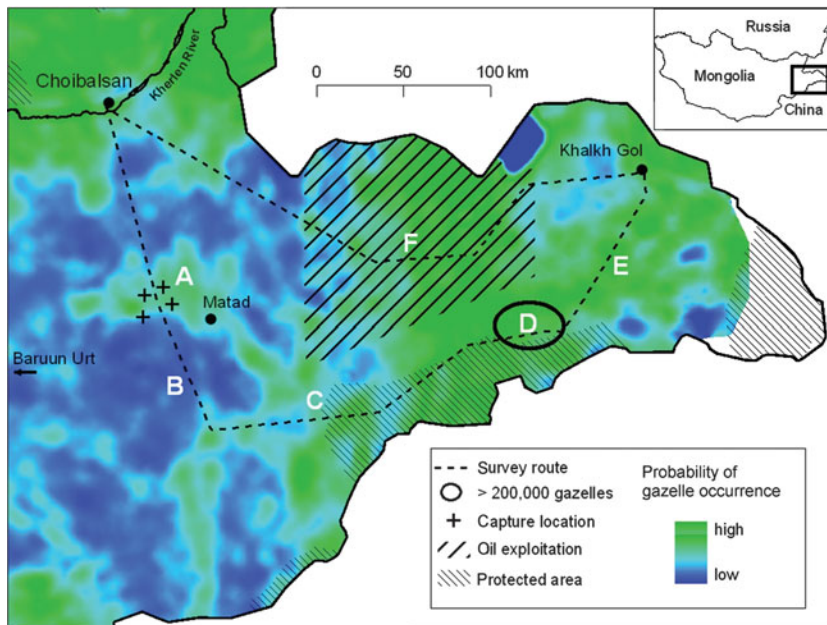 Russia
Mongolia
China
Choibalsan
Kherlen River
0 50 100 km
Khalkh Gol
F
E
A
Matad
D
Baruun Urt
B
C
Survey route
> 200,000 gazelles
Capture location
Oil exploitation
Protected area
Probability of
gazelle occurrence
high
low